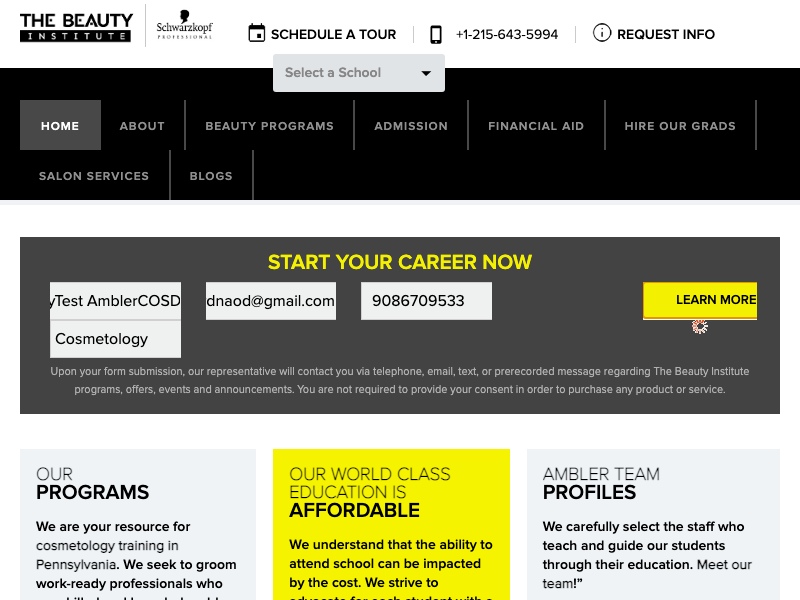 THE BEAUTY
INSTITUTE
Schwarzkopf
PROFESSIONAL
SCHEDULE A TOUR
+1-215-643-5994
REQUEST INFO
Select a School
HOME
ABOUT
BEAUTY PROGRAMS
ADMISSION
FINANCIAL AID
HIRE OUR GRADS
SALON SERVICES
BLOGS
START YOUR CAREER NOW
yTest AmblerCOSD
dnaod@gmail.com
9086709533
LEARN MORE
Cosmetology
Upon your form submission, our representative will contact you via telephone, email, text, or prerecorded message regarding The Beauty Institute
programs, offers, events and announcements. You are not required to provide your consent in order to purchase any product or service.
OUR
PROGRAMS
We are your resource for
cosmetology training in
Pennsylvania. We seek to groom
work-ready professionals who
OUR WORLD CLASS
EDUCATION IS
AFFORDABLE
We understand that the ability to
attend school can be impacted
by the cost. We strive to
AMBLER TEAM
PROFILES
We carefully select the staff who
teach and guide our students
through their education. Meet our
team!”